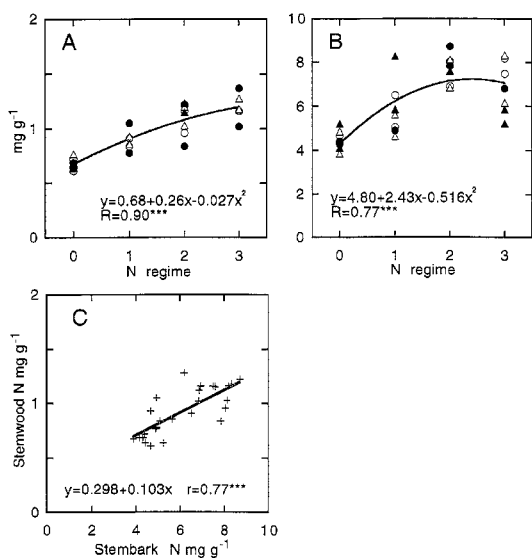 A
B
2
1
0
mg g-1
0 1 2 3
N regime
y=0.68+0.26x-0.027x2
R=0.90***
10
8
6
4
2
0
0 1 2 3
N regime
y=4.80+2.43x-0.516x2
R=0.77***
C
2
1
0
Stemwood N mg g-1
y=0.298+0.103x r=0.77***
0 2 4 6 8 10
Stembark N mg g-1